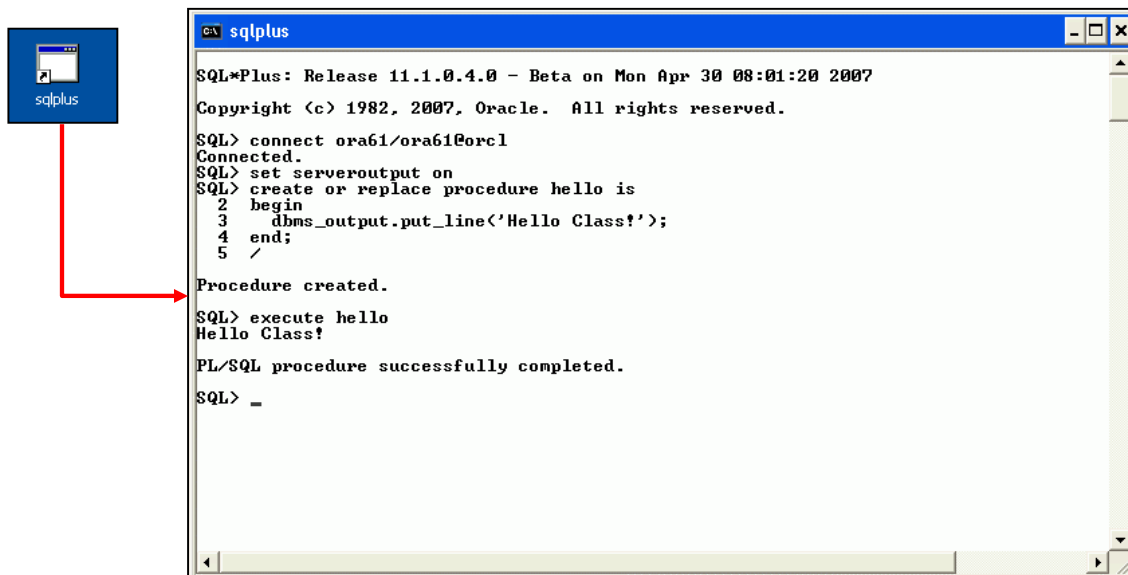 sqlplus
sqlplus
SQL*Plus: Release 11.1.0.4.0 - Beta on Mon Apr 30 08:01:20 2007
Copyright (c) 1982, 2007, Oracle.  All rights reserved.
SQL> connect ora61/ora61@orcl
Connected.
SQL> set serveroutput on
SQL> create or replace procedure hello is
  2  begin
  3    dbms_output.put_line('Hello Class!');
  4  end;
  5  /
Procedure created.
SQL> execute hello
Hello Class!
PL/SQL procedure successfully completed.
SQL> _